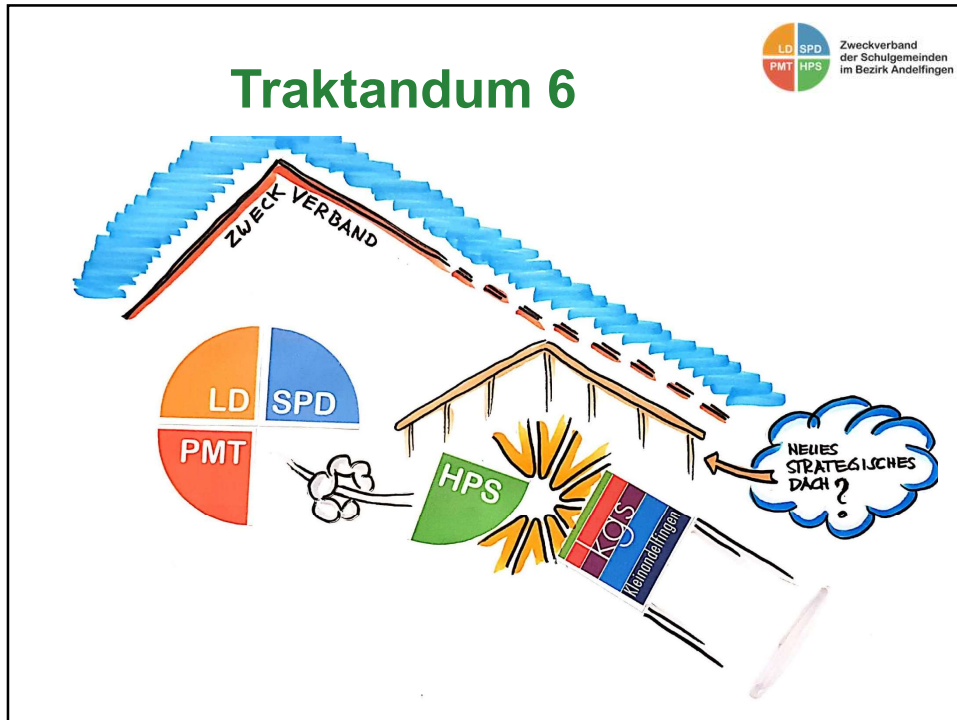 LD SPD
PMT HPS
Zweckverband
der Schulgemeinden
im Bezirk Andelfingen
Traktandum 6
ZWECK VERBAND
LD SPD
PMT
HPS
kgs
Kleinandelfingen
NEUES
STRATEGISCHES
DACH?